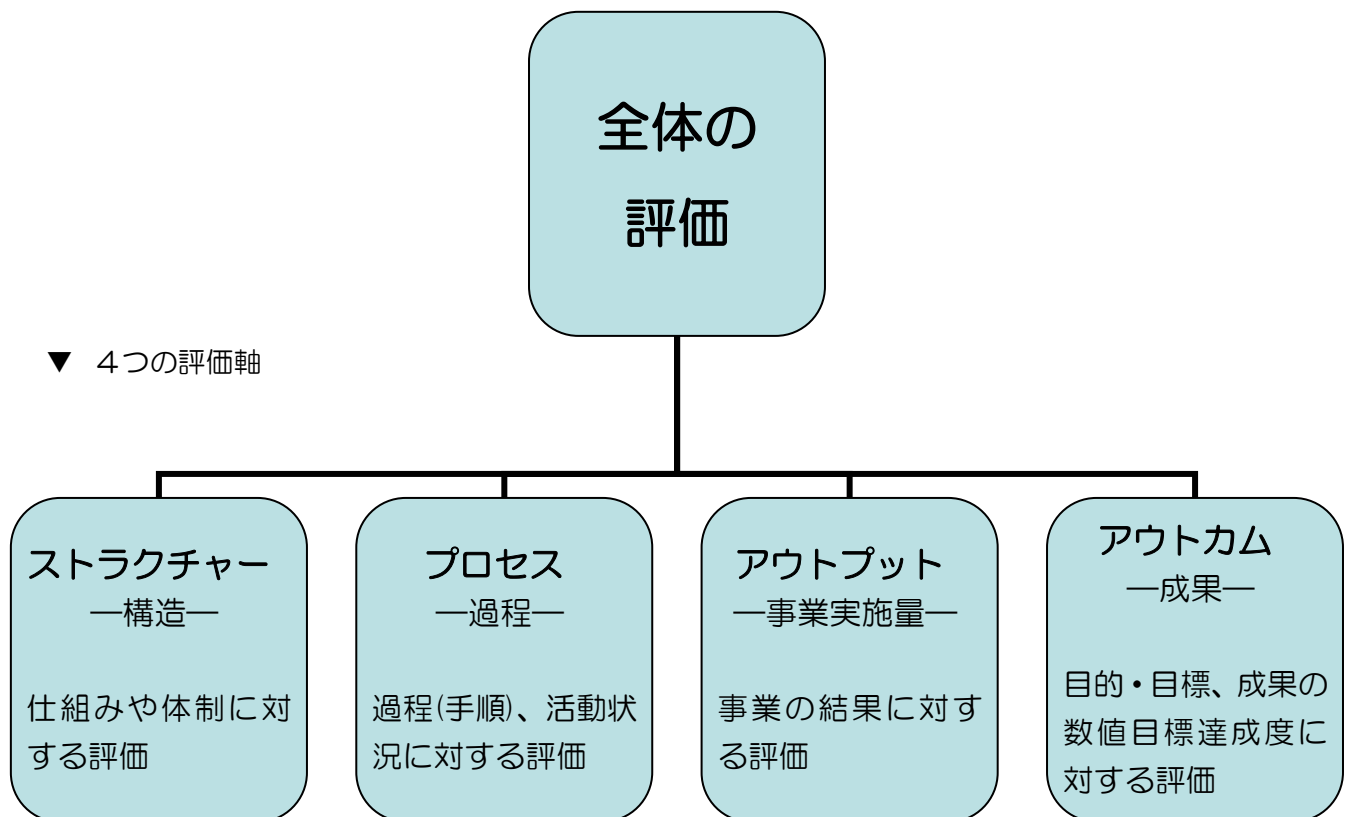 全体の
評価
▼ 4つの評価軸
ストラクチャー
―構造―
仕組みや体制に対
する評価
プロセス
―過程―
過程(手順)、活動状
況に対する評価
アウトプット
―事業実施量―
事業の結果に対す
る評価
アウトカム
―成果―
目的・目標、成果の
数値目標達成度に
対する評価